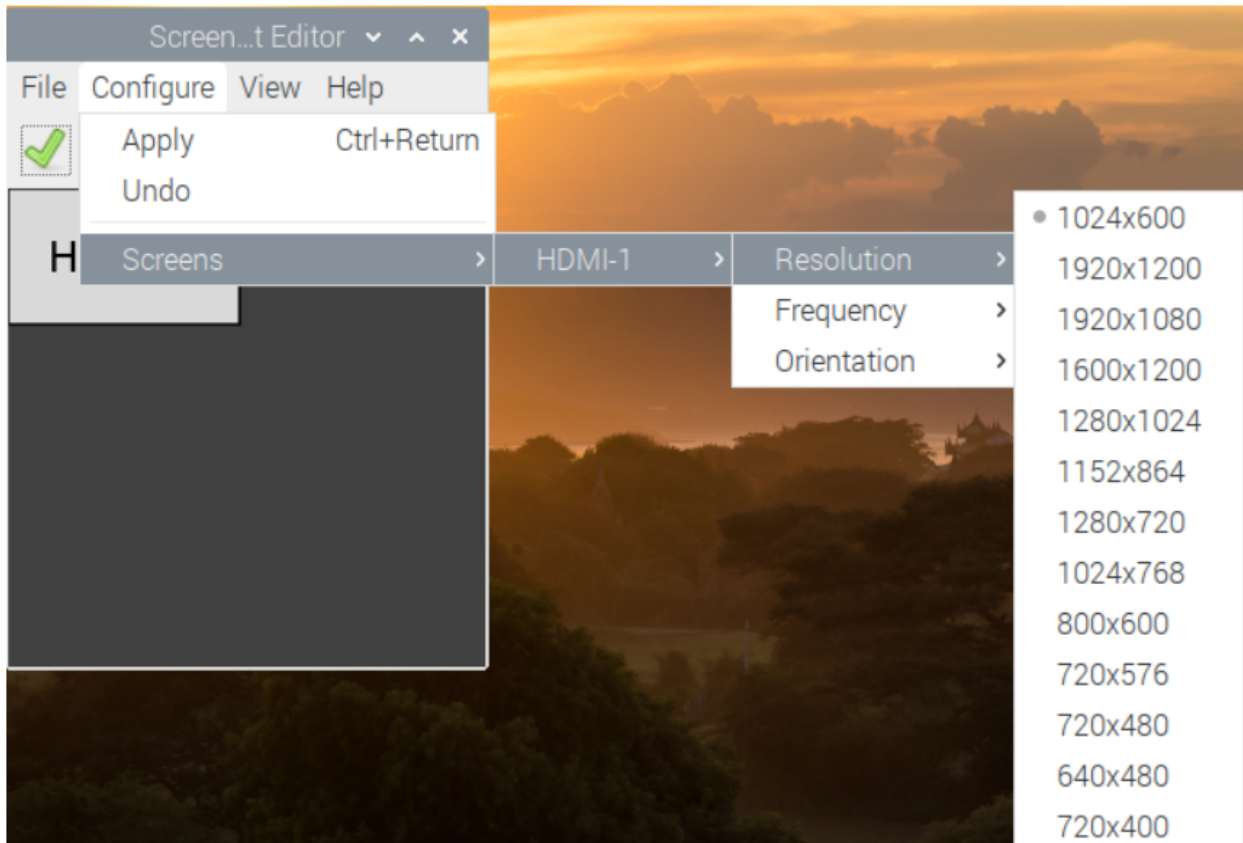 Screen...t Editor
File Configure View Help
Apply Ctrl+Return
Undo
H
Screens
HDMI-1
Resolution
Frequency
Orientation
1024x600
1920x1200
1920x1080
1600x1200
1280x1024
1152x864
1280x720
1024x768
800x600
720x576
720x480
640x480
720x400